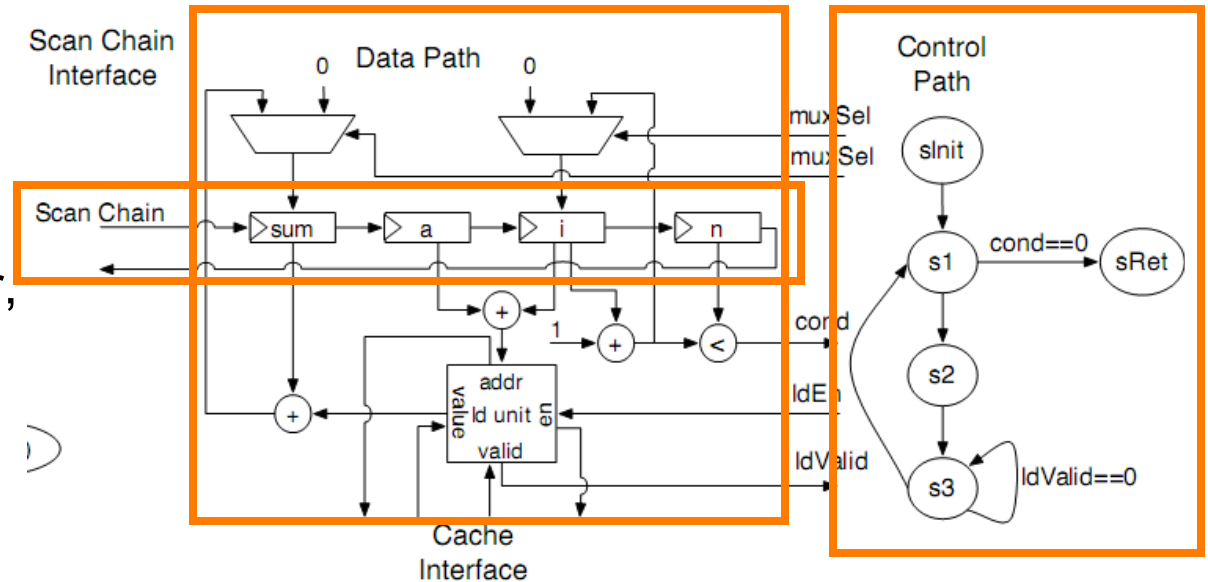 Scan Chain
Interface
0
Data Path
0
Control
Path
muxSel
muxSel
sInit
Scan Chain
sum
a
i
n
,
s1
cond==0
sRet
+
1
+
<
cond
s2
addr
value
ld unit
en
valid
+
ldEn
ldValid
s3
ldValid==0
)
Cache
Interface